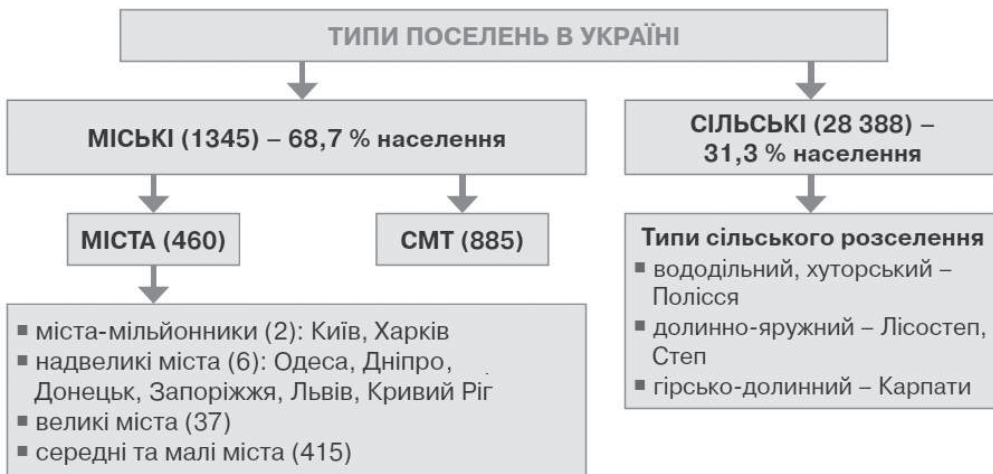 ТИПИ ПОСЕЛЕНЬ В УКРАЇНІ
МІСЬКІ (1345) – 68,7 % населення
СІЛЬСЬКІ (28 388) –
31,3 % населення
МІСТА (460)
СМТ (885)
Типи сільського розселення
▪ вододільний, хуторський –
Полісся
▪ долинно-яружний – Лісостеп,
Степ
▪ гірсько-долинний – Карпати
▪ міста-мільйонники (2): Київ, Харків
▪ надвеликі міста (6): Одеса, Дніпро,
Донецьк, Запоріжжя, Львів, Кривий Ріг
▪ великі міста (37)
▪ середні та малі міста (415)